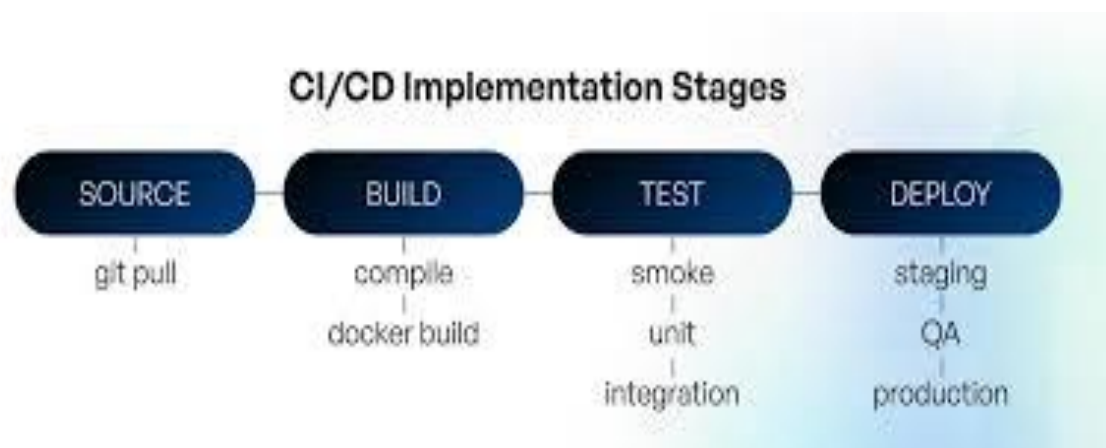 CI/CD Implementation Stages
SOURCE
BUILD
TEST
DEPLOY
git pull
compile
smoke
staging
docker build
unit
QA
integration
production